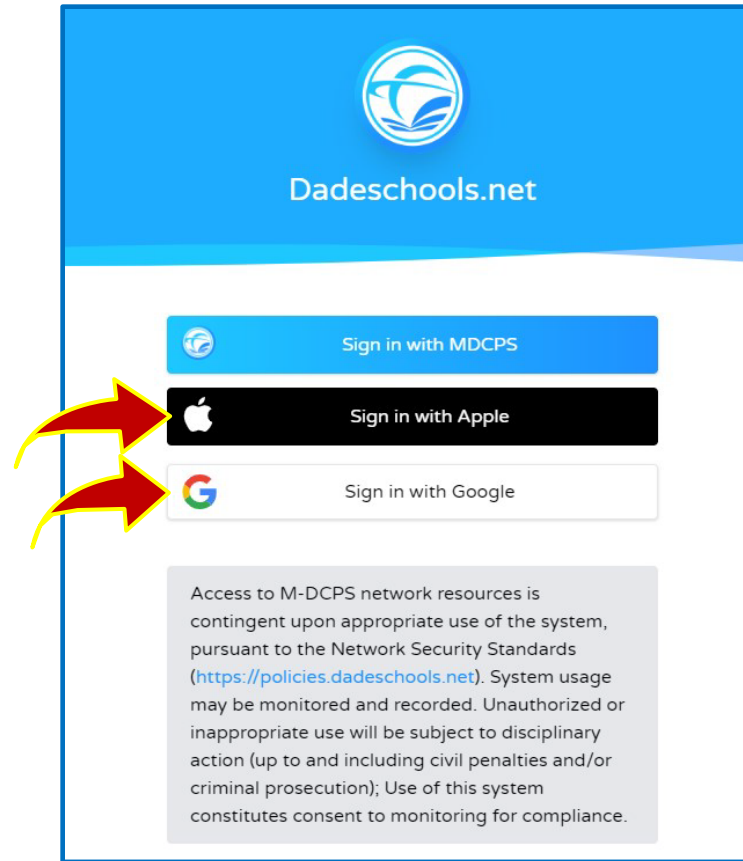 Dadeschools.net
Sign in with MDCPS
Sign in with Apple
Sign in with Google
Access to M-DCPS network resources is
contingent upon appropriate use of the system,
pursuant to the Network Security Standards
(https://policies.dadeschools.net). System usage
may be monitored and recorded. Unauthorized or
inappropriate use will be subject to disciplinary
action (up to and including civil penalties and/or
criminal prosecution); Use of this system
constitutes consent to monitoring for compliance.